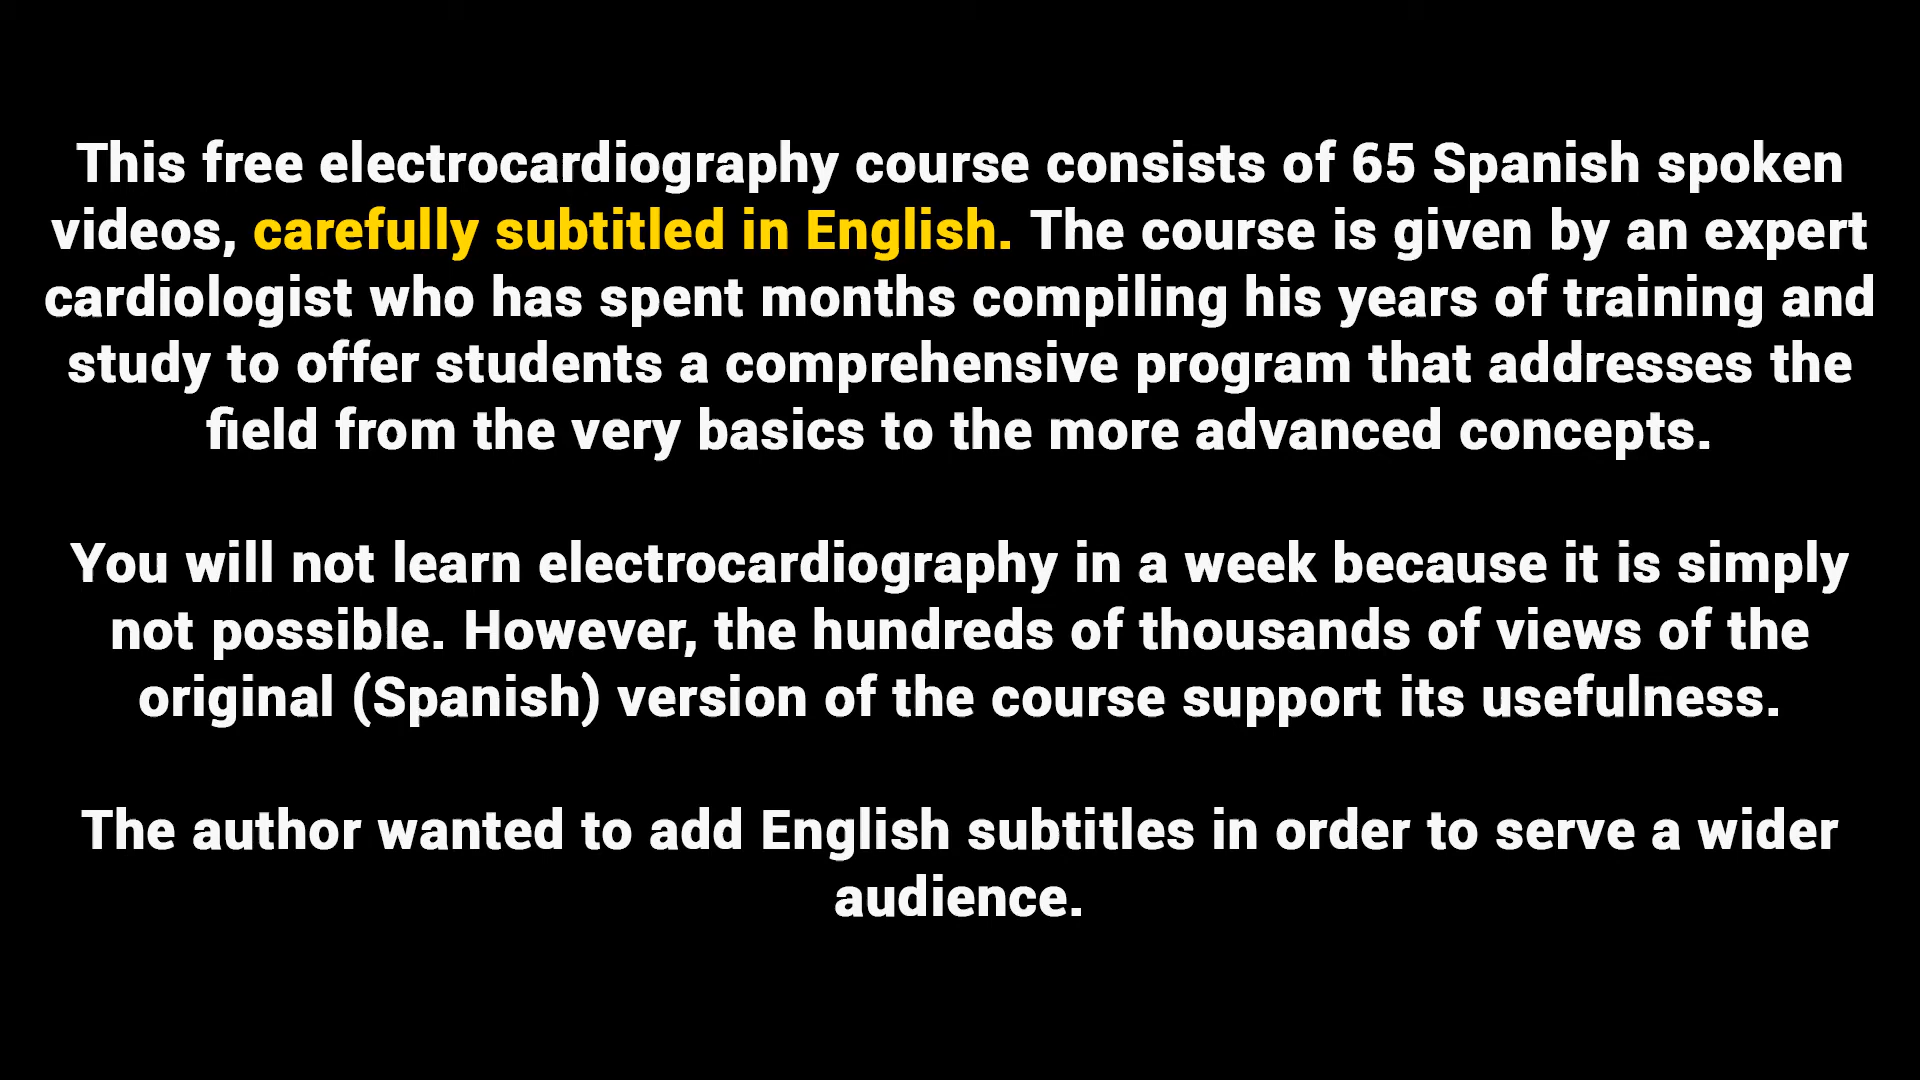 This free electrocardiography course consists of 65 Spanish spoken
videos, carefully subtitled in English. The course is given by an expert
cardiologist who has spent months compiling his years of training and
study to offer students a comprehensive program that addresses the
field from the very basics to the more advanced concepts.
You will not learn electrocardiography in a week because it is simply
not possible. However, the hundreds of thousands of views of the
original (Spanish) version of the course support its usefulness.
The author wanted to add English subtitles in order to serve a wider
audience.